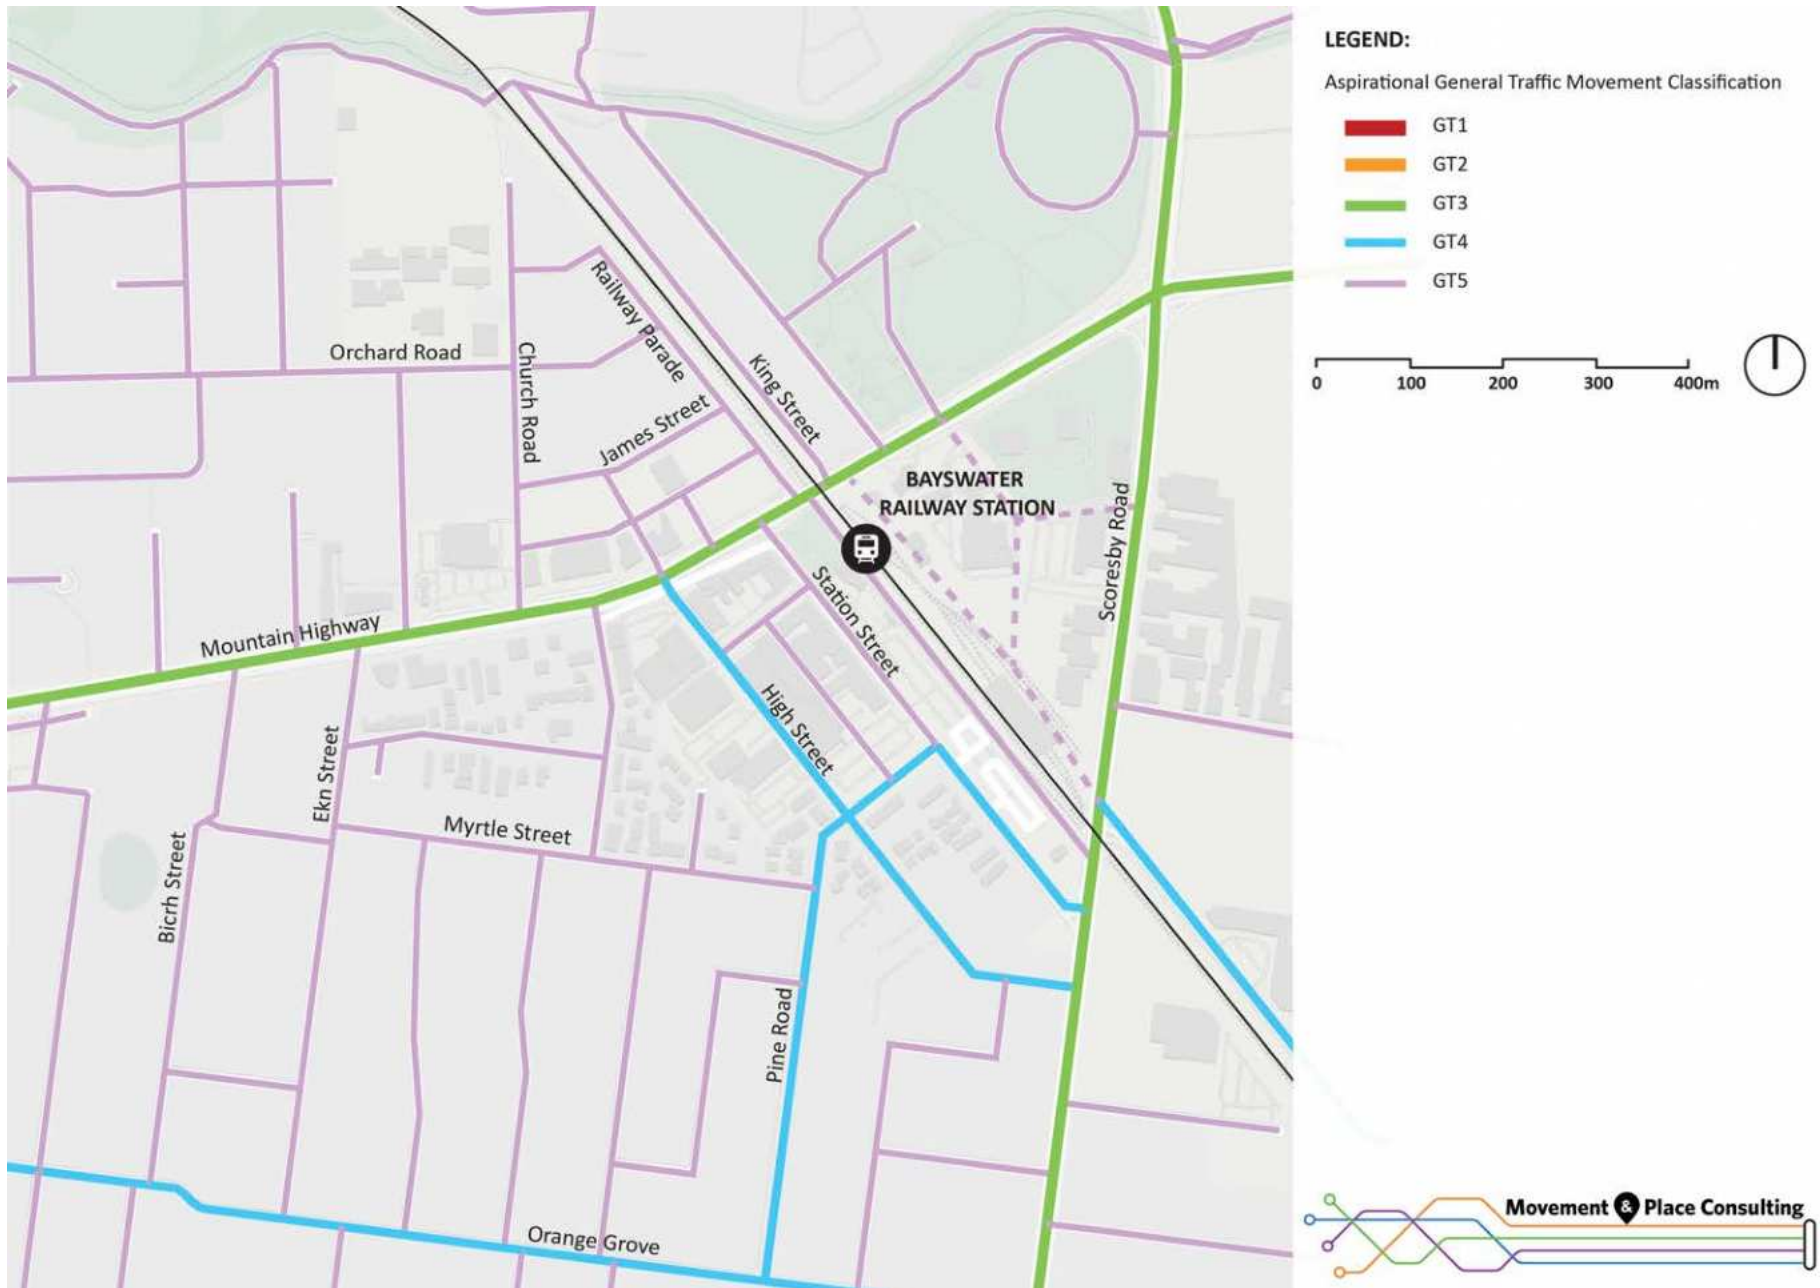 LEGEND:
Aspirational General Traffic Movement Classification
GT1
GT2
GT3
GT4
GT5
0 100 200 300 400m
Railway Parade
Orchard Road
Church Road
King Street
James Street
BAYSWATER
RAILWAY STATION
Scoresby Road
Station Street
Mountain Highway
High Street
Ekn Street
Myrtle Street
Bicrh Street
Pine Road
Orange Grove
Movement & Place Consulting